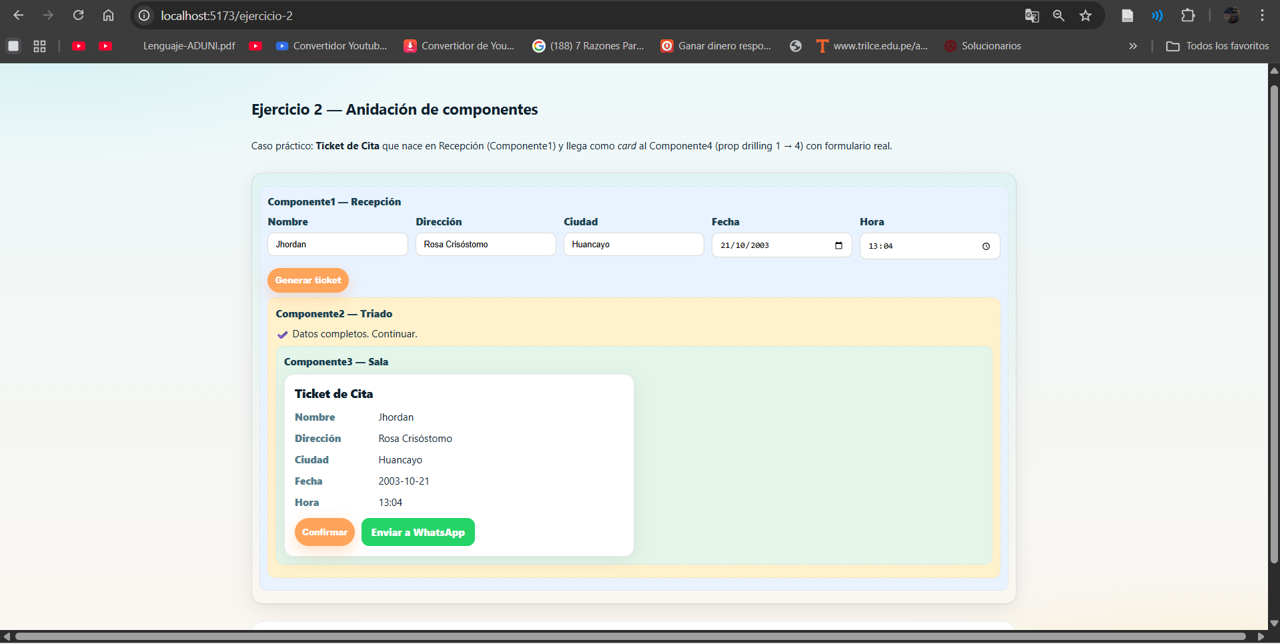 localhost:5173/ejercicio-2
Lenguaje-ADUNI.pdf
Convertidor Youtub...
Convertidor de You...
(188) 7 Razones Par...
Ganar dinero respo...
www.trilce.edu.pe/a...
Solucionarios
»
Todos los favoritos
Ejercicio 2 — Anidación de componentes
Caso práctico: Ticket de Cita que nace en Recepción (Componente1) y llega como card al Componente4 (prop drilling 1 → 4) con formulario real.
Componente1 — Recepción
Nombre Dirección Ciudad Fecha Hora
Jhordan Rosa Crisóstomo Huancayo 21/10/2003 13:04
Generar ticket
Componente2 — Triado
✔ Datos completos. Continuar.
Componente3 — Sala
Ticket de Cita
Nombre Jhordan
Dirección Rosa Crisóstomo
Ciudad Huancayo
Fecha 2003-10-21
Hora 13:04
Confirmar Enviar a WhatsApp